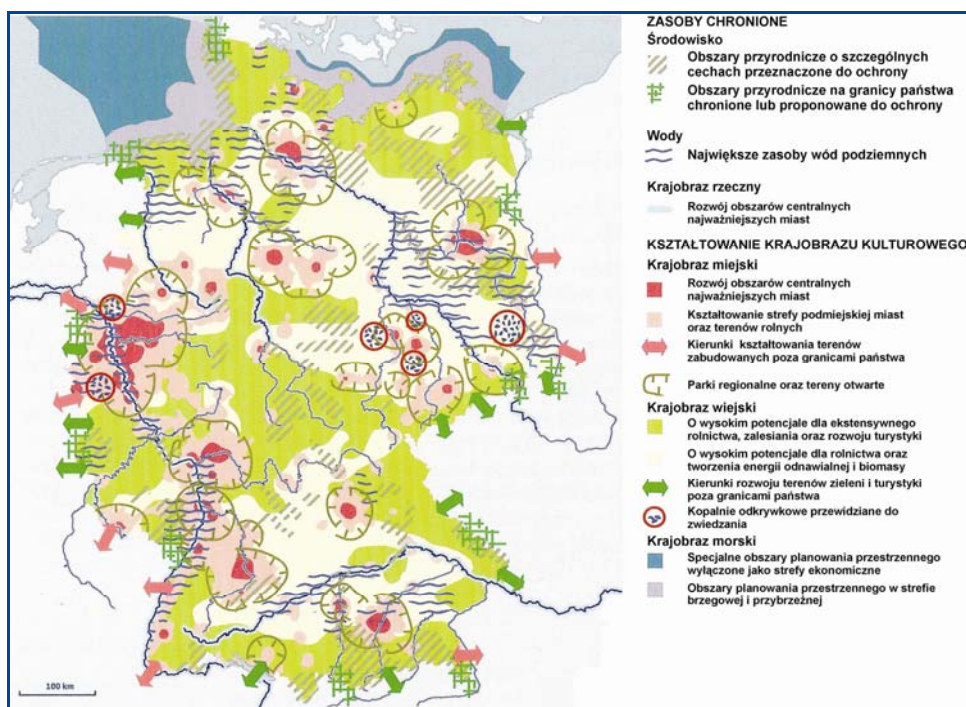 ZASOBY CHRONIONE
Środowisko
Obszary przyrodnicze o szczególnych
cechach przeznaczone do ochrony
Obszary przyrodnicze na granicy państwa
chronione lub proponowane do ochrony
Wody
Największe zasoby wód podziemnych
Krajobraz rzeczny
Rozwój obszarów centralnych
najważniejszych miast
KSZTAŁTOWANIE KRAJOBRAZU KULTUROWEGO
Krajobraz miejski
Rozwój obszarów centralnych
najważniejszych miast
Kształtowanie strefy podmiejskiej miast
oraz terenów rolnych
Kierunki kształtowania terenów
zabudowanych poza granicami państwa
Parki regionalne oraz tereny otwarte
Krajobraz wiejski
O wysokim potencjale dla ekstensywnego
rolnictwa, zalesiania oraz rozwoju turystyki
O wysokim potencjale dla rolnictwa oraz
tworzenia energii odnawialnej i biomasy
Kierunki rozwoju terenów zieleni i turystyki
poza granicami państwa
Kopalnie odkrywkowe przewidziane do
zwiedzania
Krajobraz morski
Specjalne obszary planowania przestrzennego
wyłączone jako strefy ekonomiczne
Obszary planowania przestrzennego w strefie
brzegowej i przybrzeżnej
100 km